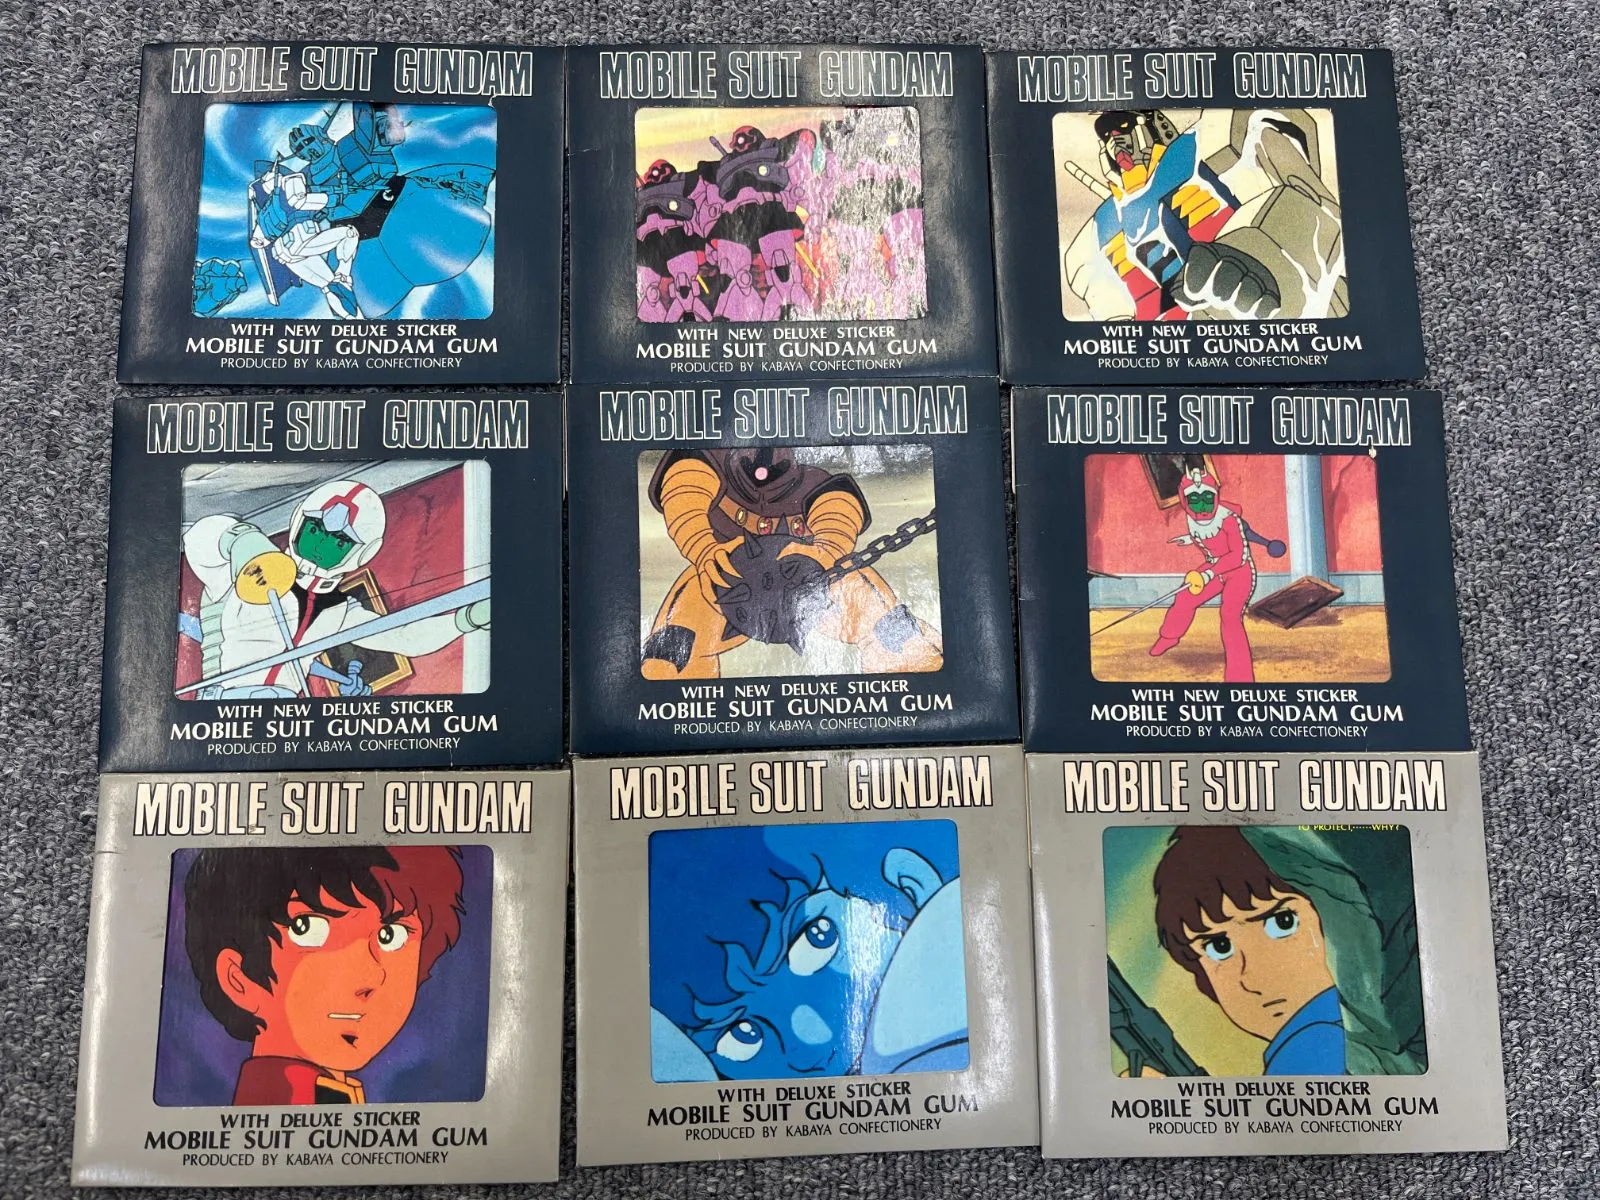 MOBILE SUIT GUNDAM
WITH NEW DELUXE STICKER
MOBILE SUIT GUNDAM GUM
PRODUCED BY KABAYA CONFECTIONERY
MOBILE SUIT GUNDAM
WITH NEW DELUXE STICKER
MOBILE SUIT GUNDAM GUM
PRODUCED BY KABAYA CONFECTIONERY
MOBILE SUIT GUNDAM
WITH NEW DELUXE STICKER
MOBILE SUIT GUNDAM GUM
PRODUCED BY KABAYA CONFECTIONERY
MOBILE SUIT GUNDAM
WITH NEW DELUXE STICKER
MOBILE SUIT GUNDAM GUM
PRODUCED BY KABAYA CONFECTIONERY
MOBILE SUIT GUNDAM
WITH NEW DELUXE STICKER
MOBILE SUIT GUNDAM GUM
PRODUCED BY KABAYA CONFECTIONERY
MOBILE SUIT GUNDAM
WITH NEW DELUXE STICKER
MOBILE SUIT GUNDAM GUM
PRODUCED BY KABAYA CONFECTIONERY
MOBILE SUIT GUNDAM
WITH DELUXE STICKER
MOBILE SUIT GUNDAM GUM
PRODUCED BY KABAYA CONFECTIONERY
MOBILE SUIT GUNDAM
WITH DELUXE STICKER
MOBILE SUIT GUNDAM GUM
PRODUCED BY KABAYA CONFECTIONERY
MOBILE SUIT GUNDAM
TO PROTECT,······WHY?
WITH DELUXE STICKER
MOBILE SUIT GUNDAM GUM
PRODUCED BY KABAYA CONFECTIONERY